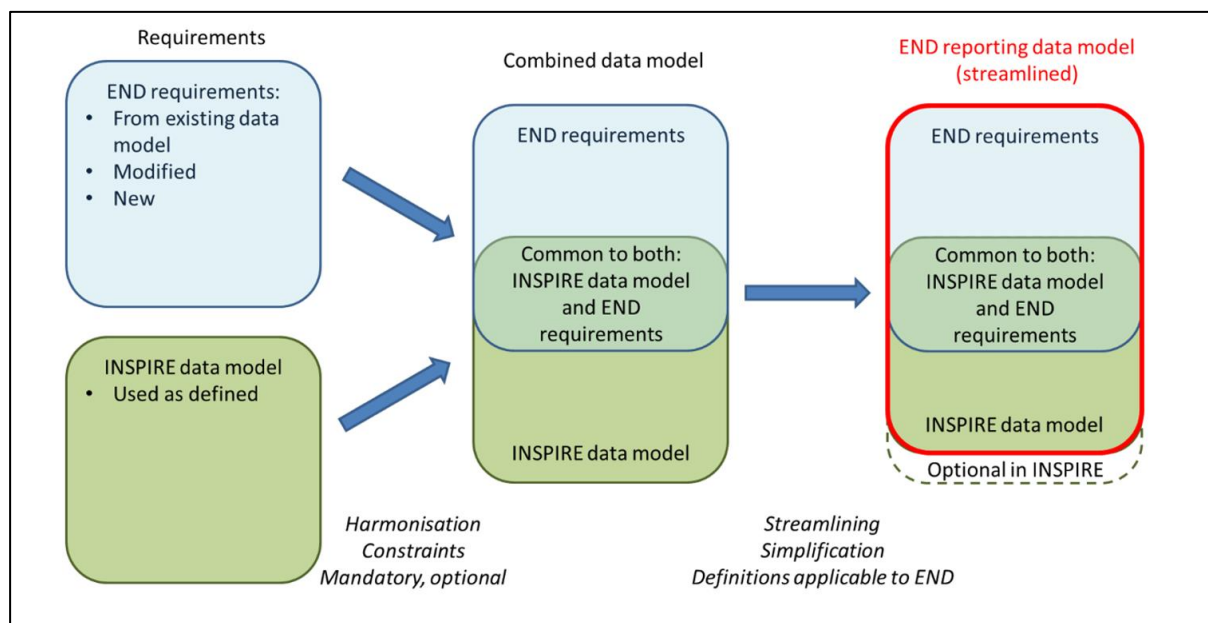 Requirements
END requirements:
• From existing data
model
• Modified
• New
INSPIRE data model
• Used as defined
Harmonisation
Constraints
Mandatory, optional
Combined data model
END requirements
Common to both:
INSPIRE data model
and END
requirements
INSPIRE data model
Streamlining
Simplification
Definitions applicable to END
END reporting data model
(streamlined)
END requirements
Common to both:
INSPIRE data model
and END
requirements
INSPIRE data model
Optional in INSPIRE